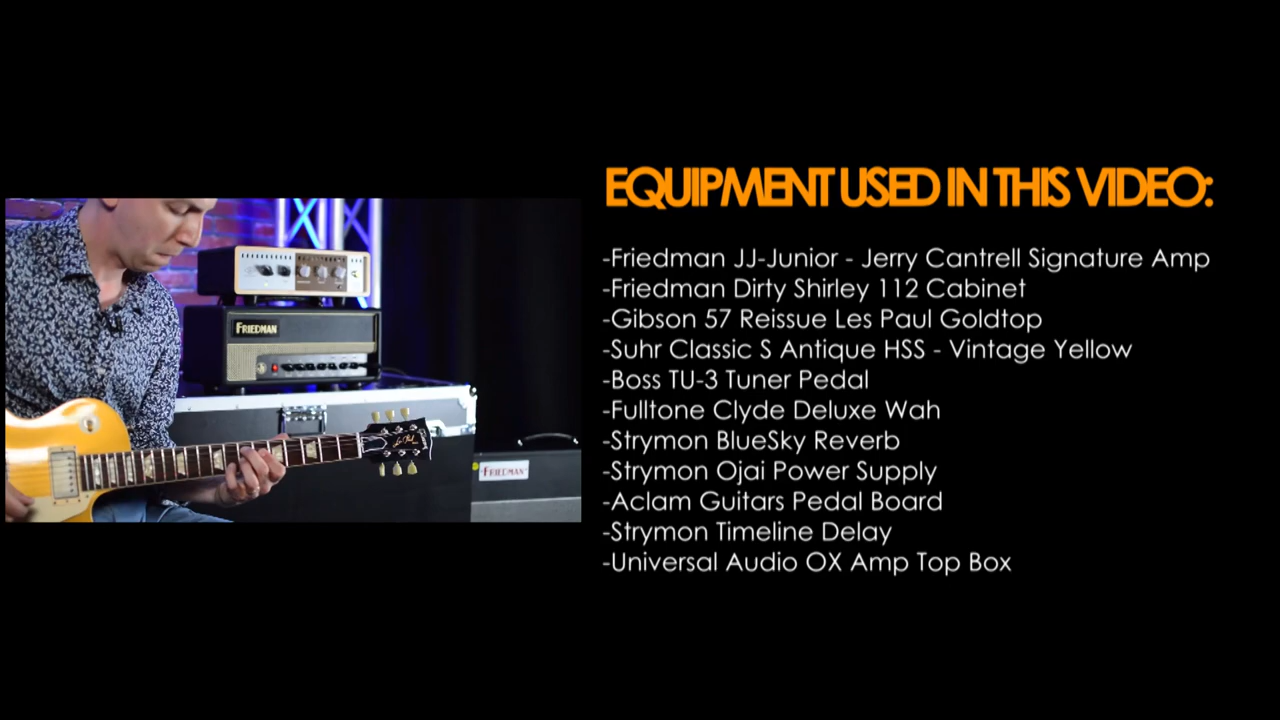 EQUIPMENT USED IN THIS VIDEO:
-Friedman JJ-Junior - Jerry Cantrell Signature Amp
-Friedman Dirty Shirley 112 Cabinet
-Gibson 57 Reissue Les Paul Goldtop
-Suhr Classic S Antique HSS - Vintage Yellow
-Boss TU-3 Tuner Pedal
-Fulltone Clyde Deluxe Wah
-Strymon BlueSky Reverb
-Strymon Ojai Power Supply
-Aclam Guitars Pedal Board
-Strymon Timeline Delay
-Universal Audio OX Amp Top Box
FRIEDMAN
FRIEDMAN